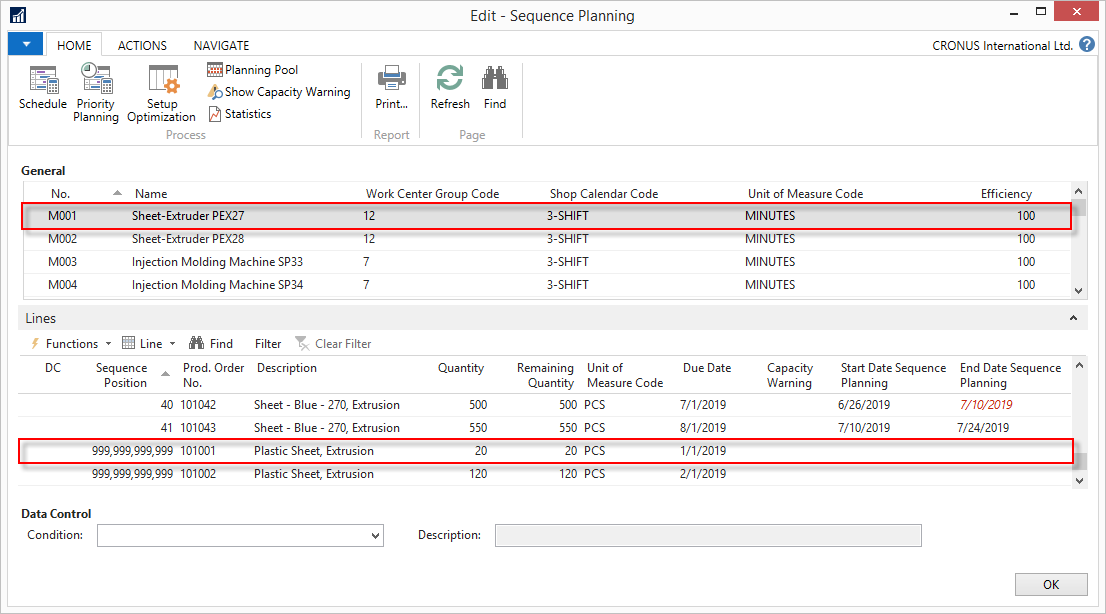 Edit - Sequence Planning
HOME ACTIONS NAVIGATE CRONUS International Ltd. ?
Schedule
Priority Planning
Setup Optimization
Planning Pool
Show Capacity Warning
Statistics
Process
Print...
Report
Refresh
Find
Page
General
No. Name Work Center Group Code Shop Calendar Code Unit of Measure Code Efficiency
M001 Sheet-Extruder PEX27 12 3-SHIFT MINUTES 100
M002 Sheet-Extruder PEX28 12 3-SHIFT MINUTES 100
M003 Injection Molding Machine SP33 7 3-SHIFT MINUTES 100
M004 Injection Molding Machine SP34 7 3-SHIFT MINUTES 100
Lines
Functions Line Find Filter Clear Filter
DC Sequence Position Prod. Order No. Description Quantity Remaining Quantity Unit of Measure Code Due Date Capacity Warning Start Date Sequence Planning End Date Sequence Planning
40 101042 Sheet - Blue - 270, Extrusion 500 500 PCS 7/1/2019 6/26/2019 7/10/2019
41 101043 Sheet - Blue - 270, Extrusion 550 550 PCS 8/1/2019 7/10/2019 7/24/2019
999,999,999,999 101001 Plastic Sheet, Extrusion 20 20 PCS 1/1/2019
999,999,999,999 101002 Plastic Sheet, Extrusion 120 120 PCS 2/1/2019
Data Control
Condition: Description:
OK